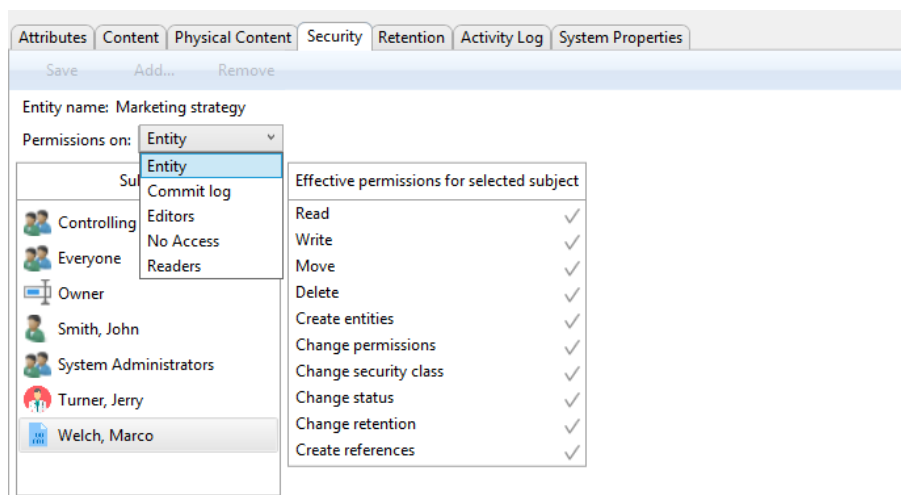 Attributes Content Physical Content Security Retention Activity Log System Properties
Save Add... Remove
Entity name: Marketing strategy
Permissions on: Entity
Entity
Commit log
Editors
No Access
Readers
Controlling
Everyone
Owner
Smith, John
System Administrators
Turner, Jerry
Welch, Marco
Effective permissions for selected subject
Read
Write
Move
Delete
Create entities
Change permissions
Change security class
Change status
Change retention
Create references